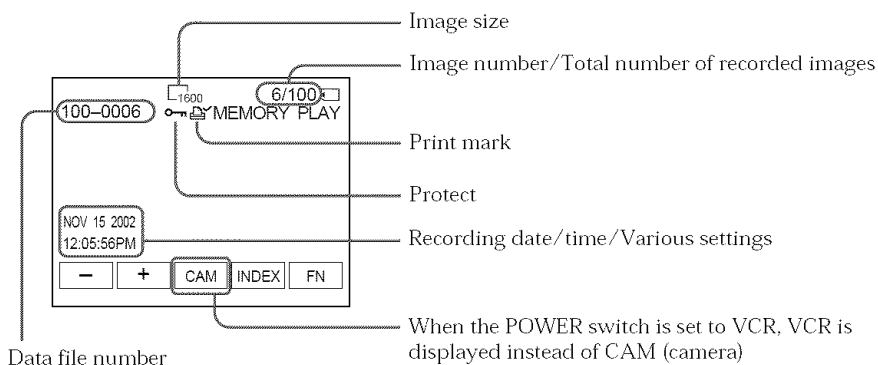 Image size
Image number/Total number of recorded images
1600
6/100
100–0006
MEMORY PLAY
Print mark
Protect
NOV 15 2002
12:05:56PM
Recording date/time/Various settings
– + CAM INDEX FN
When the POWER switch is set to VCR, VCR is
displayed instead of CAM (camera)
Data file number